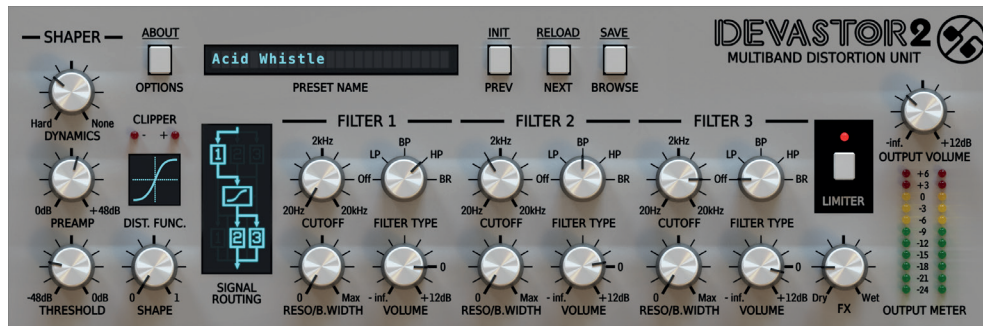 SHAPER
ABOUT
OPTIONS
Acid Whistle
PRESET NAME
INIT
PREV
RELOAD
NEXT
SAVE
BROWSE
DEVASTOR2
MULTIBAND DISTORTION UNIT
Hard None
DYNAMICS
CLIPPER
- +
0dB +48dB
PREAMP
DIST. FUNC.
-48dB 0dB
THRESHOLD
0 1
SHAPE
1 2 3
2 3
SIGNAL
ROUTING
FILTER 1
2kHz
20Hz 20kHz
CUTOFF
BP
LP HP
Off BR
FILTER TYPE
0 Max
RESO/B.WIDTH
0
- inf. +12dB
VOLUME
FILTER 2
2kHz
20Hz 20kHz
CUTOFF
BP
LP HP
Off BR
FILTER TYPE
0 Max
RESO/B.WIDTH
0
- inf. +12dB
VOLUME
FILTER 3
2kHz
20Hz 20kHz
CUTOFF
BP
LP HP
Off BR
FILTER TYPE
0 Max
RESO/B.WIDTH
0
- inf. +12dB
VOLUME
LIMITER
Dry Wet
FX
-inf. +12dB
OUTPUT VOLUME
+6
+3
0
-3
-6
-9
-12
-15
-18
-21
-24
OUTPUT METER